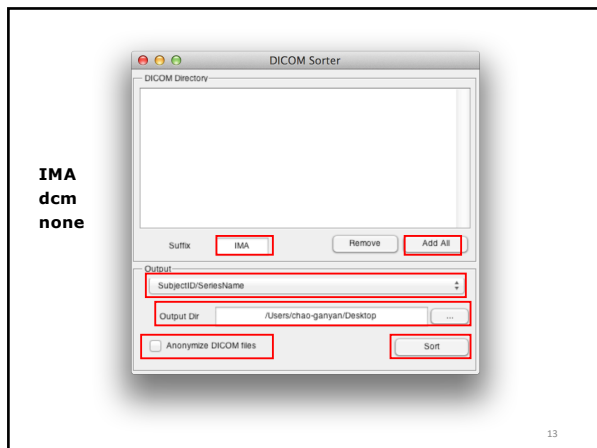 DICOM Sorter
DICOM Directory
IMA
dcm
none
Suffix IMA Remove Add All
Output
SubjectID/SeriesName
Output Dir /Users/chao-ganyan/Desktop ...
Anonymize DICOM files Sort
13